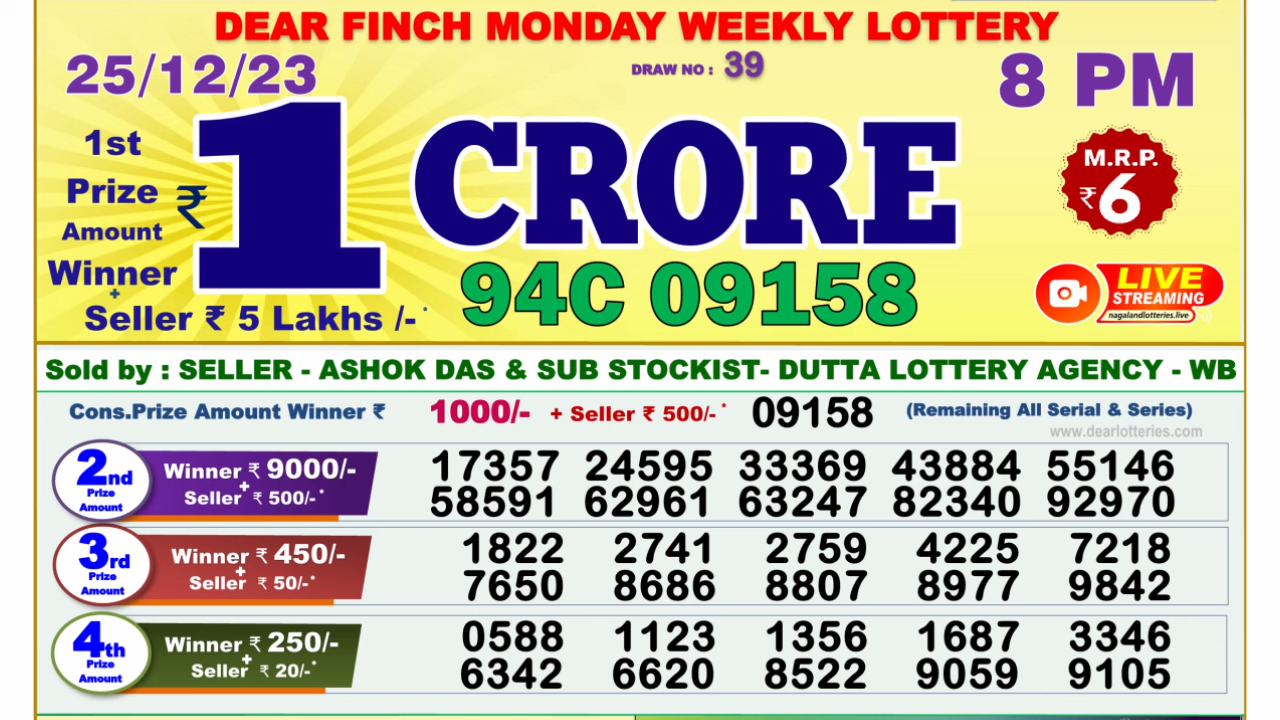 DEAR FINCH MONDAY WEEKLY LOTTERY
25/12/23
DRAW NO : 39
8 PM
1st
Prize
Amount
Winner
+
Seller ₹ 5 Lakhs /-*
₹ 1 CRORE
94C 09158
M.R.P.
₹ 6
LIVE
STREAMING
nagalandlotteries.live
Sold by : SELLER - ASHOK DAS & SUB STOCKIST- DUTTA LOTTERY AGENCY - WB
Cons.Prize Amount Winner ₹ 1000/- + Seller ₹ 500/-* 09158 (Remaining All Serial & Series)
www.dearlotteries.com
2nd
Prize
Amount
Winner ₹ 9000/-
+
Seller ₹ 500/-*
17357 24595 33369 43884 55146
58591 62961 63247 82340 92970
3rd
Prize
Amount
Winner ₹ 450/-
+
Seller ₹ 50/-*
1822 2741 2759 4225 7218
7650 8686 8807 8977 9842
4th
Prize
Amount
Winner ₹ 250/-
+
Seller ₹ 20/-*
0588 1123 1356 1687 3346
6342 6620 8522 9059 9105